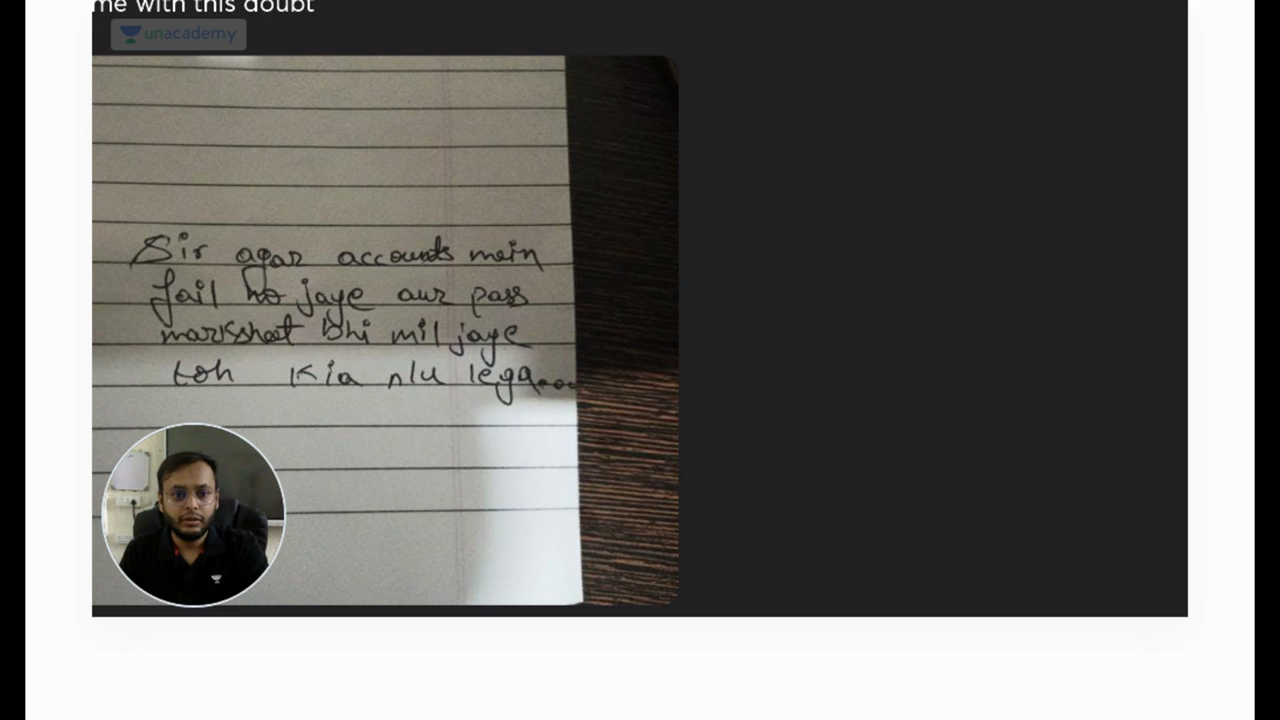 me with this doubt
unacademy
Sir agar accounts mein
fail ho jaye aur pass
marksheet bhi mil jaye
toh kia nlu lega....